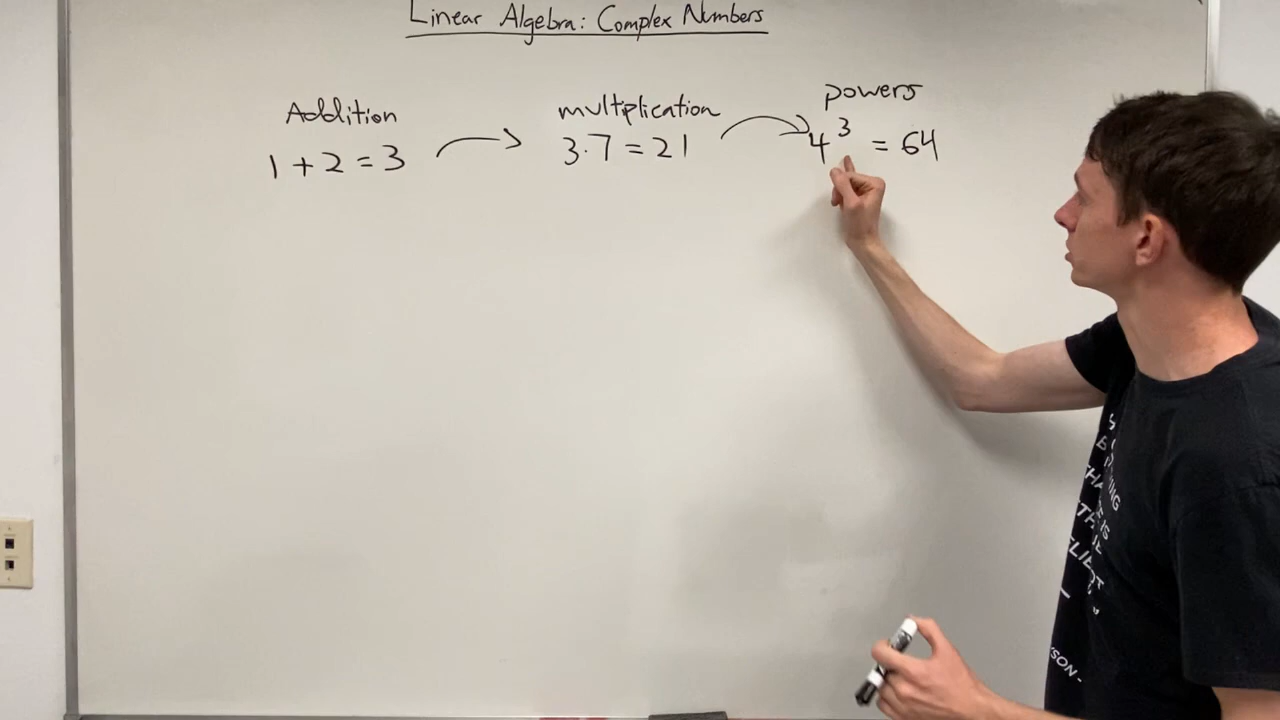 Linear Algebra: Complex Numbers
Addition
1 + 2 = 3
multiplication
3·7 = 21
powers
4³ = 64